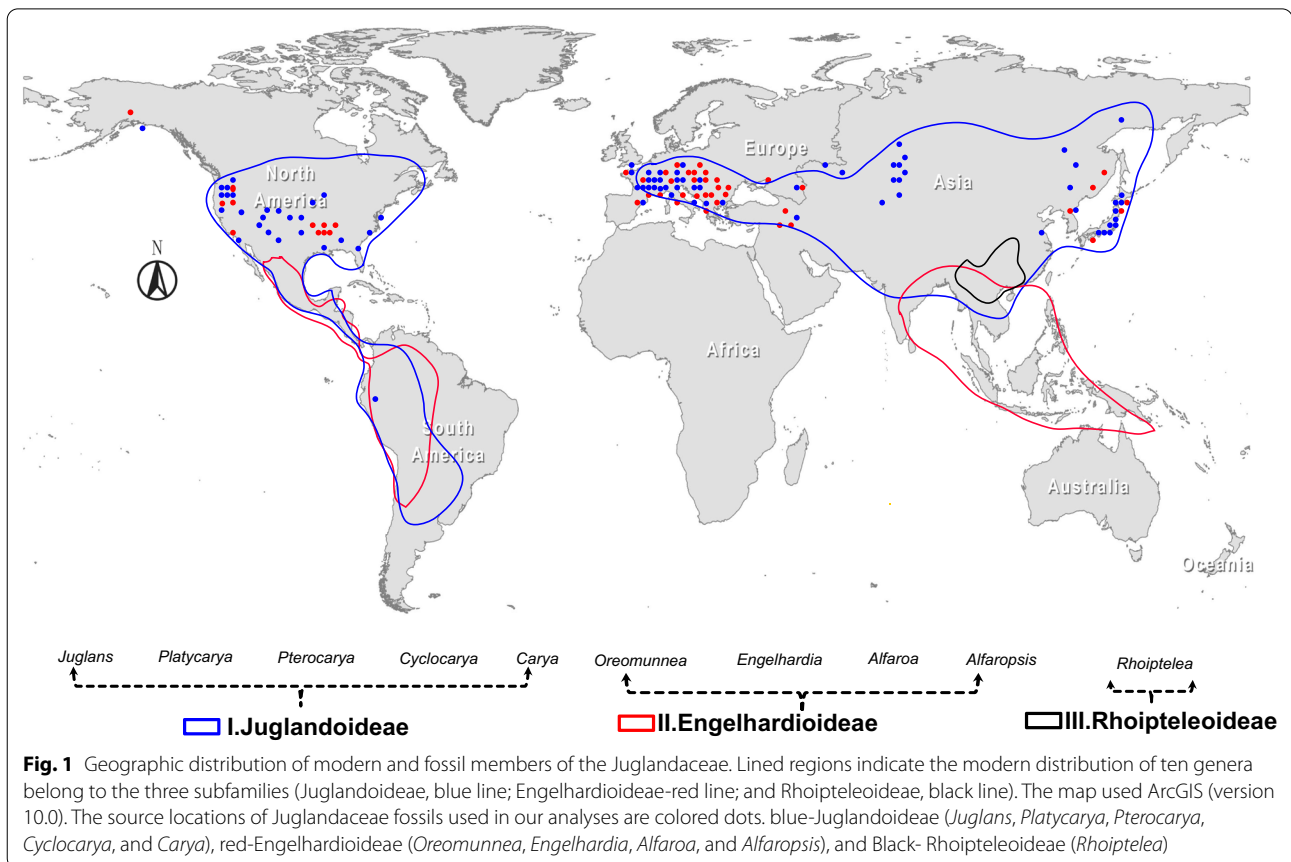 N
North
America
Europe
Asia
Africa
South
America
Australia
Oceania
Juglans Platycarya Pterocarya Cyclocarya Carya Oreomunnea Engelhardia Alfaroa Alfaropsis Rhoiptelea
I.Juglandoideae II.Engelhardioideae III.Rhoipteleoideae
Fig. 1 Geographic distribution of modern and fossil members of the Juglandaceae. Lined regions indicate the modern distribution of ten genera
belong to the three subfamilies (Juglandoideae, blue line; Engelhardioideae-red line; and Rhoipteleoideae, black line). The map used ArcGIS (version
10.0). The source locations of Juglandaceae fossils used in our analyses are colored dots. blue-Juglandoideae (Juglans, Platycarya, Pterocarya,
Cyclocarya, and Carya), red-Engelhardioideae (Oreomunnea, Engelhardia, Alfaroa, and Alfaropsis), and Black- Rhoipteleoideae (Rhoiptelea)